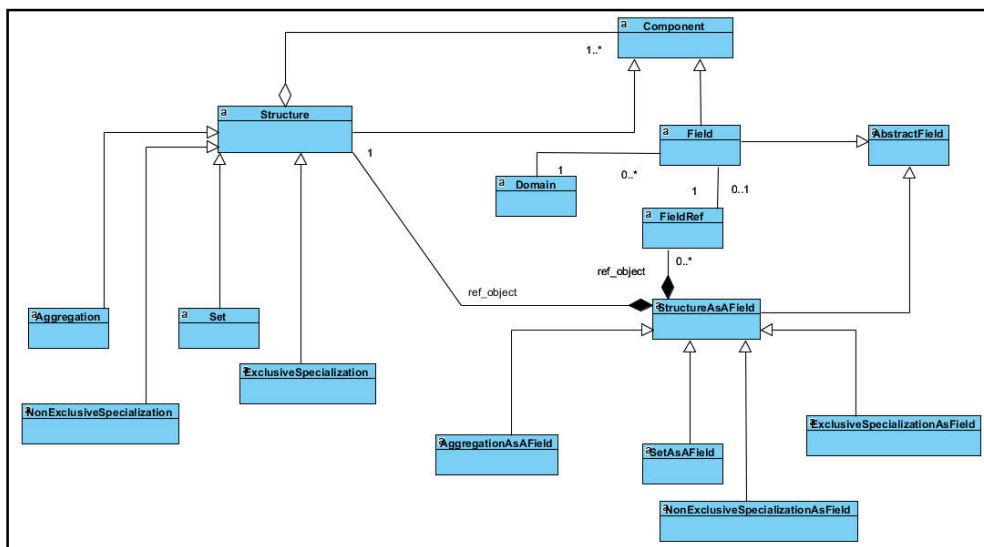 a
Component
1..*
a
Structure
a
Field
a
AbstractField
1
1
0..*
a
Domain
1
0..1
a
FieldRef
0..*
ref_object
ref_object
a
StructureAsAField
a
Aggregation
a
Set
a
ExclusiveSpecialization
a
NonExclusiveSpecialization
a
ExclusiveSpecializationAsField
a
AggregationAsAField
a
SetAsAField
a
NonExclusiveSpecializationAsField